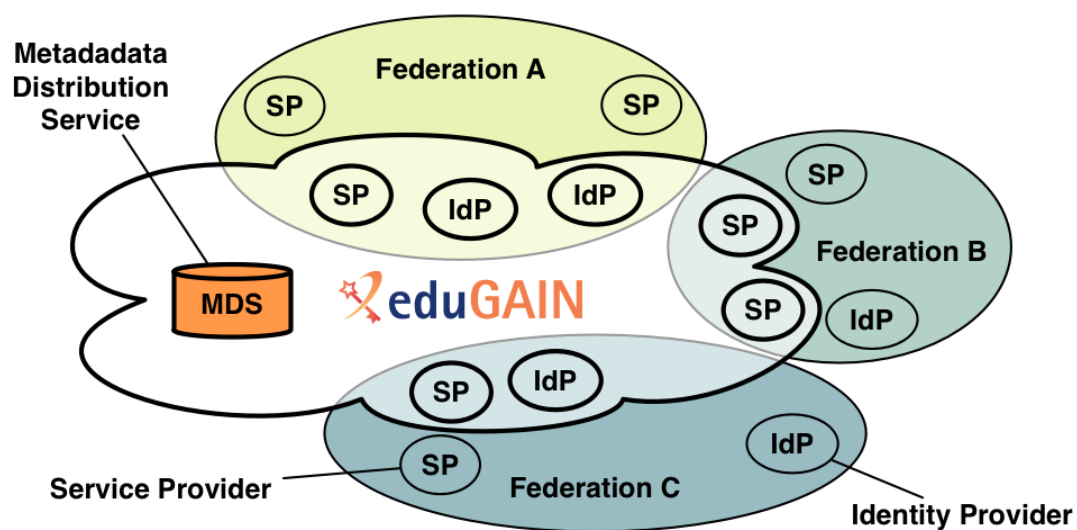 Metadadata
Distribution
Service
Federation A
SP
SP
SP
IdP
IdP
SP
SP
Federation B
SP
IdP
MDS
eduGAIN
SP
IdP
SP
IdP
Federation C
Service Provider
Identity Provider